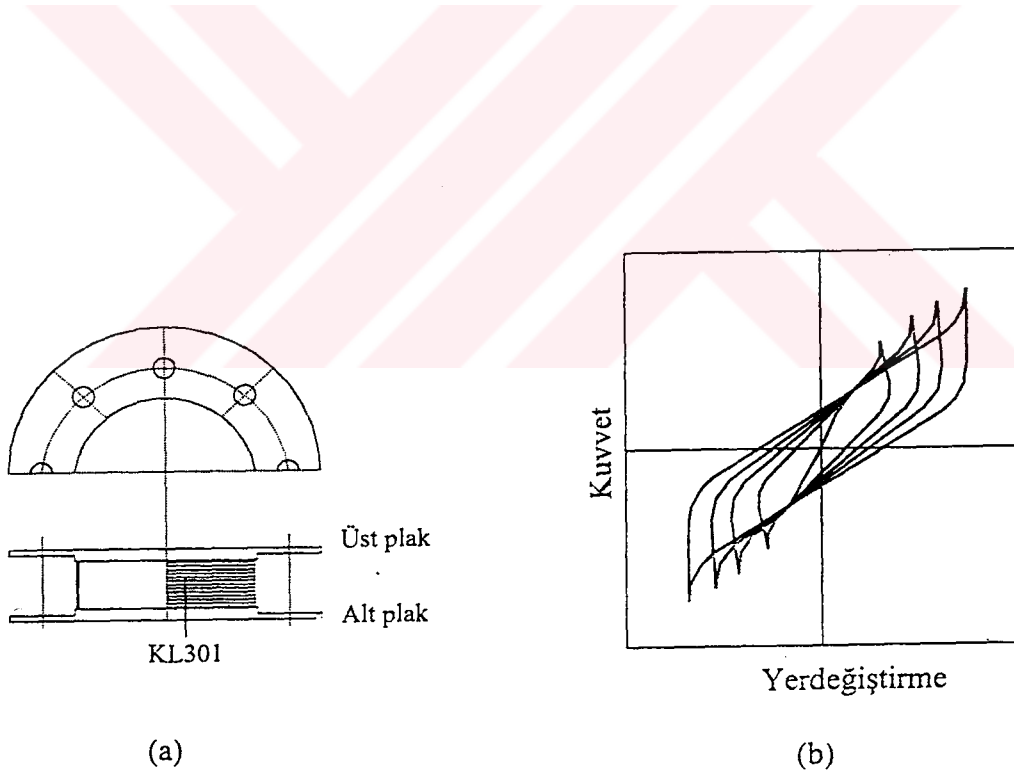 Üst plak
Alt plak
KL301
(a)
Kuvvet
Yerdeğiştirme
(b)